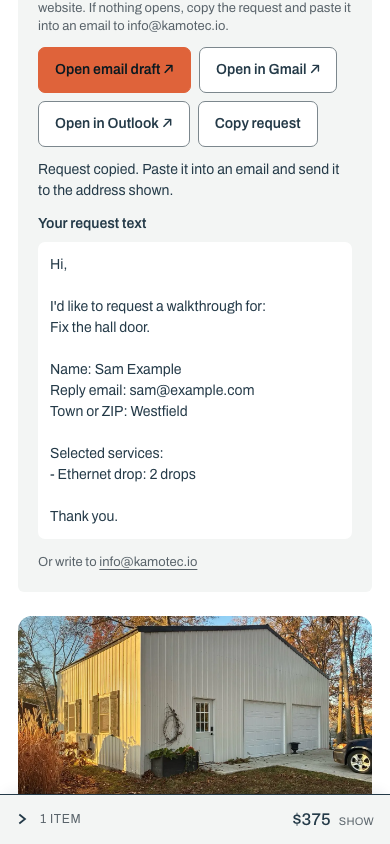 website. If nothing opens, copy the request and paste it
into an email to info@kamotec.io.
Open email draft ↗
Open in Gmail ↗
Open in Outlook ↗
Copy request
Request copied. Paste it into an email and send it
to the address shown.
Your request text
Hi,
I'd like to request a walkthrough for:
Fix the hall door.
Name: Sam Example
Reply email: sam@example.com
Town or ZIP: Westfield
Selected services:
- Ethernet drop: 2 drops
Thank you.
Or write to info@kamotec.io
1 ITEM
$375 SHOW